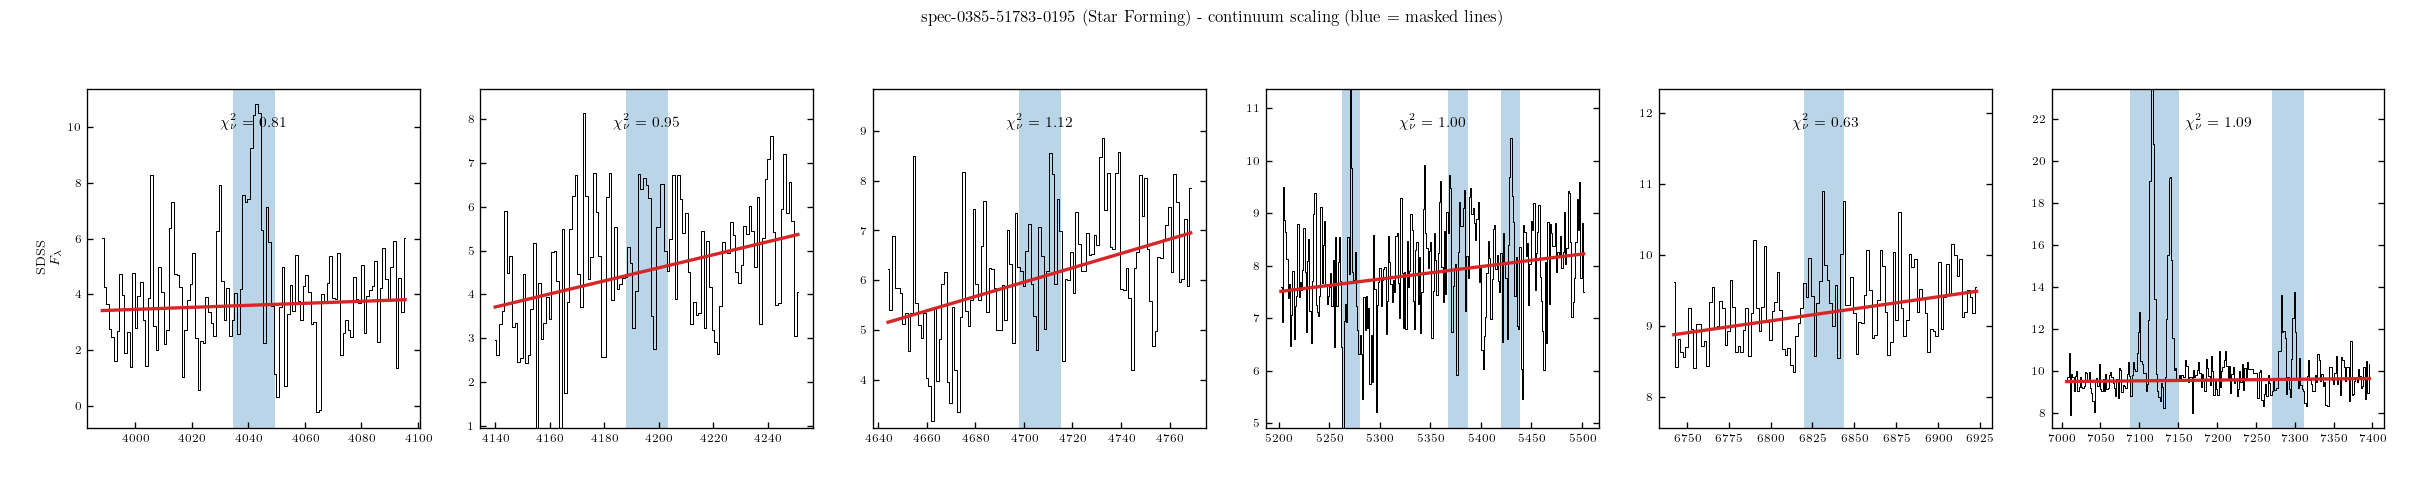 spec-0385-51783-0195 (Star Forming) - continuum scaling (blue = masked lines)
SDSS
F_λ
χ²_ν = 0.81
0 2 4 6 8 10
4000 4020 4040 4060 4080 4100
χ²_ν = 0.95
1 2 3 4 5 6 7 8
4140 4160 4180 4200 4220 4240
χ²_ν = 1.12
4 5 6 7 8 9
4640 4660 4680 4700 4720 4740 4760
χ²_ν = 1.00
5 6 7 8 9 10 11
5200 5250 5300 5350 5400 5450 5500
χ²_ν = 0.63
8 9 10 11 12
6750 6775 6800 6825 6850 6875 6900 6925
χ²_ν = 1.09
8 10 12 14 16 18 20 22
7000 7050 7100 7150 7200 7250 7300 7350 7400